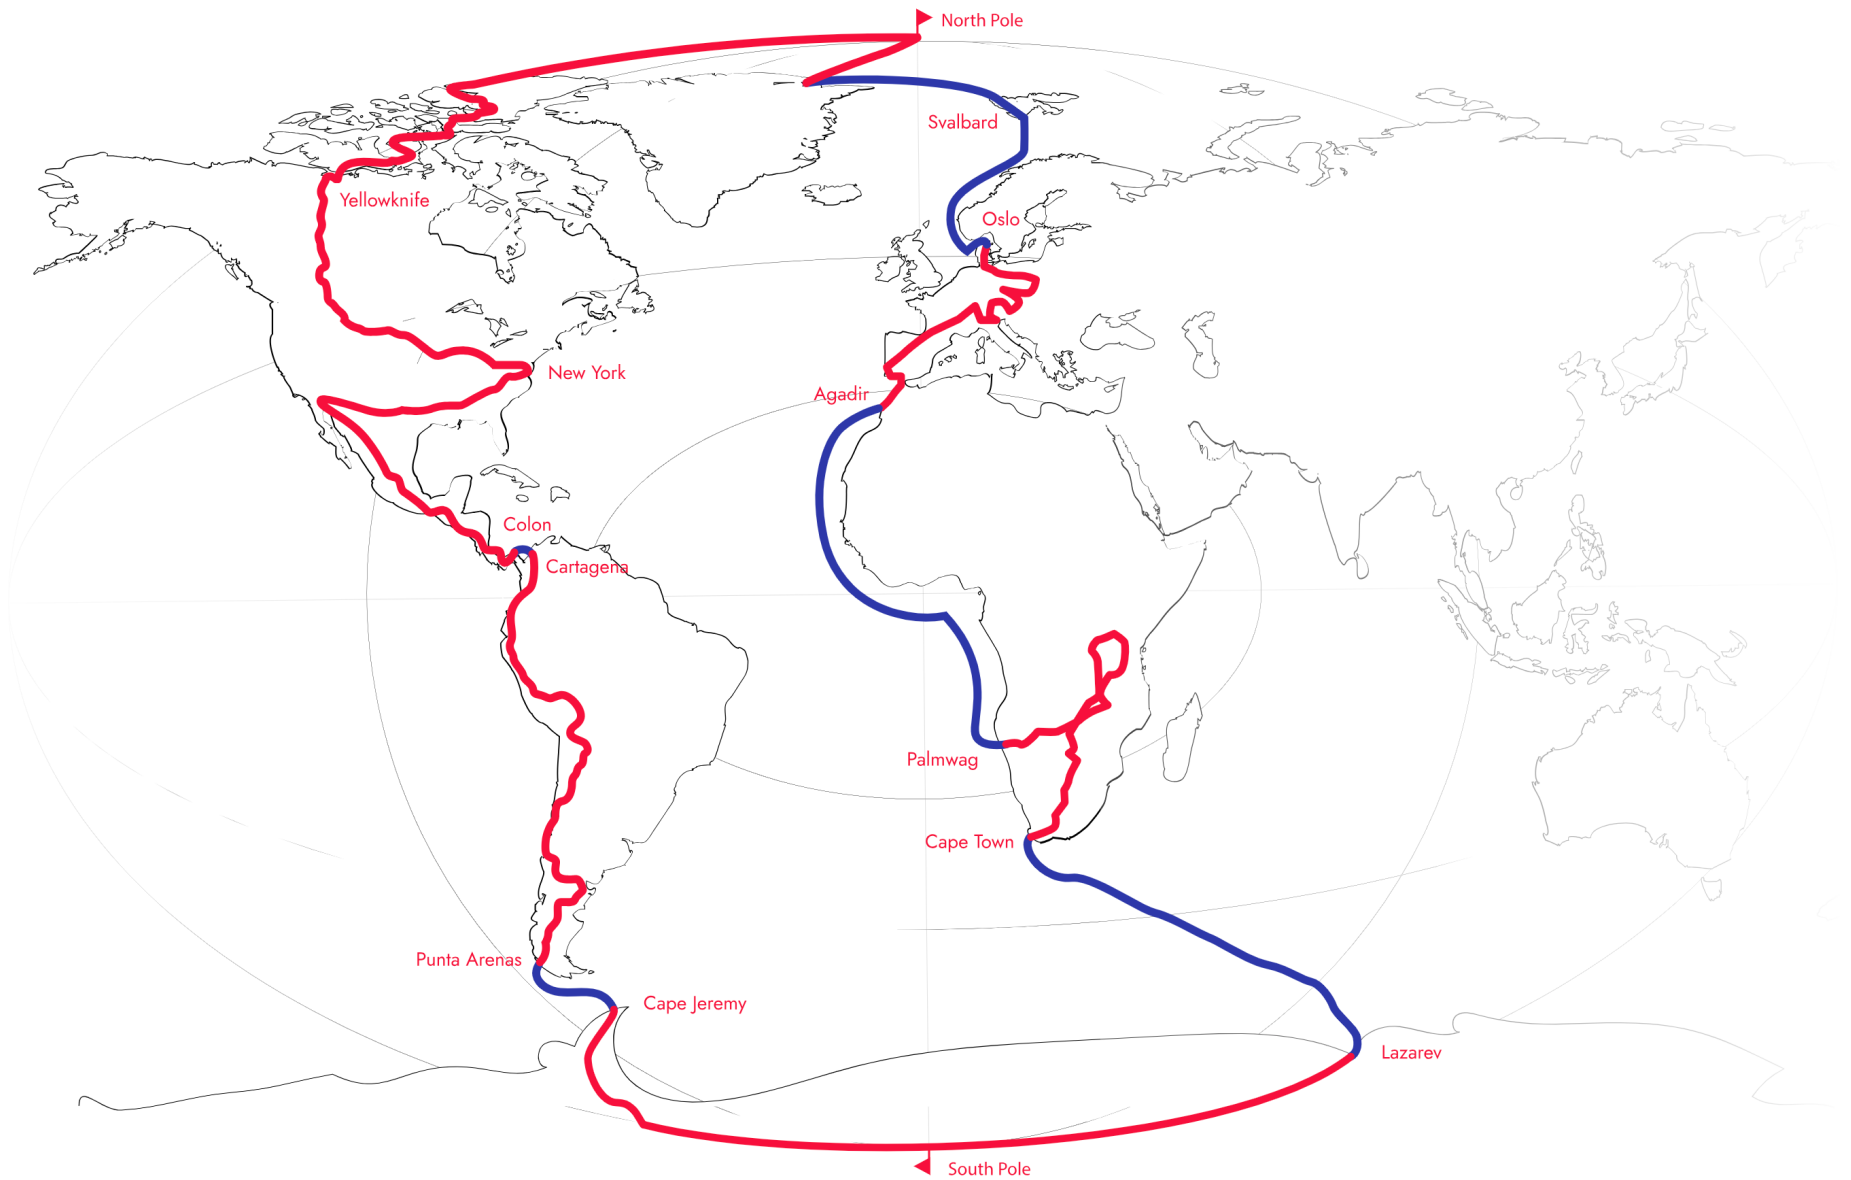 North Pole
Svalbard
Yellowknife
Oslo
New York
Agadir
Colon
Cartagena
Palmwag
Cape Town
Punta Arenas
Cape Jeremy
Lazarev
South Pole